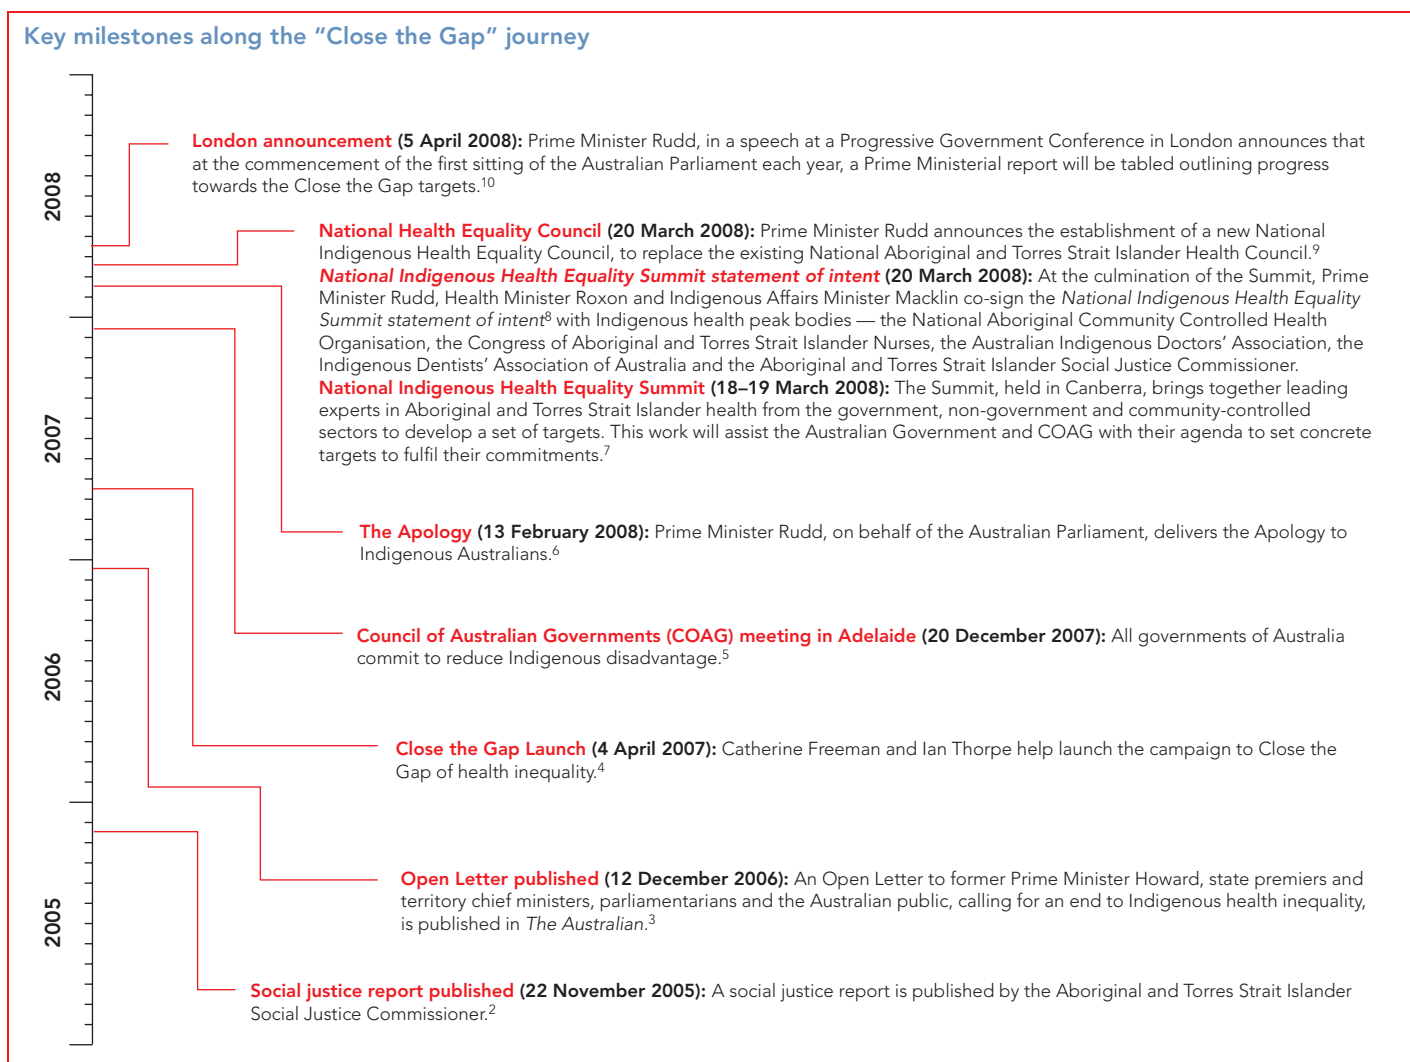 Key milestones along the “Close the Gap” journey
2008
2007
2006
2005
London announcement (5 April 2008): Prime Minister Rudd, in a speech at a Progressive Government Conference in London announces that
at the commencement of the first sitting of the Australian Parliament each year, a Prime Ministerial report will be tabled outlining progress
towards the Close the Gap targets.10
National Health Equality Council (20 March 2008): Prime Minister Rudd announces the establishment of a new National
Indigenous Health Equality Council, to replace the existing National Aboriginal and Torres Strait Islander Health Council.9
National Indigenous Health Equality Summit statement of intent (20 March 2008): At the culmination of the Summit, Prime
Minister Rudd, Health Minister Roxon and Indigenous Affairs Minister Macklin co-sign the National Indigenous Health Equality
Summit statement of intent8 with Indigenous health peak bodies — the National Aboriginal Community Controlled Health
Organisation, the Congress of Aboriginal and Torres Strait Islander Nurses, the Australian Indigenous Doctors’ Association, the
Indigenous Dentists’ Association of Australia and the Aboriginal and Torres Strait Islander Social Justice Commissioner.
National Indigenous Health Equality Summit (18–19 March 2008): The Summit, held in Canberra, brings together leading
experts in Aboriginal and Torres Strait Islander health from the government, non-government and community-controlled
sectors to develop a set of targets. This work will assist the Australian Government and COAG with their agenda to set concrete
targets to fulfil their commitments.7
The Apology (13 February 2008): Prime Minister Rudd, on behalf of the Australian Parliament, delivers the Apology to
Indigenous Australians.6
Council of Australian Governments (COAG) meeting in Adelaide (20 December 2007): All governments of Australia
commit to reduce Indigenous disadvantage.5
Close the Gap Launch (4 April 2007): Catherine Freeman and Ian Thorpe help launch the campaign to Close the
Gap of health inequality.4
Open Letter published (12 December 2006): An Open Letter to former Prime Minister Howard, state premiers and
territory chief ministers, parliamentarians and the Australian public, calling for an end to Indigenous health inequality,
is published in The Australian.3
Social justice report published (22 November 2005): A social justice report is published by the Aboriginal and Torres Strait Islander
Social Justice Commissioner.2